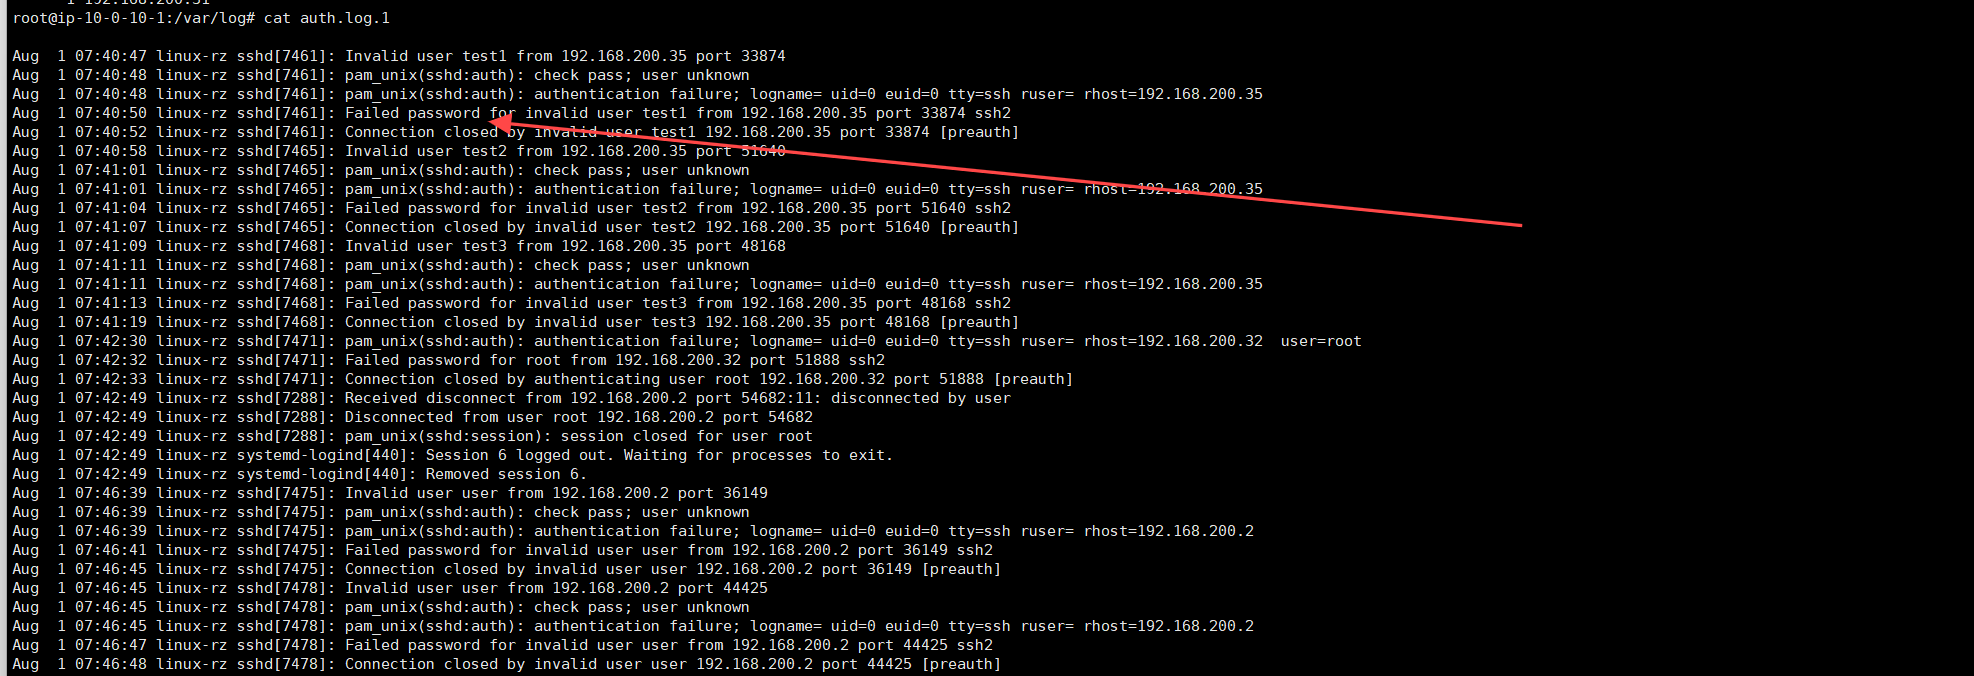 1 192.168.200.31
root@ip-10-0-10-1:/var/log# cat auth.log.1
Aug  1 07:40:47 linux-rz sshd[7461]: Invalid user test1 from 192.168.200.35 port 33874
Aug  1 07:40:48 linux-rz sshd[7461]: pam_unix(sshd:auth): check pass; user unknown
Aug  1 07:40:48 linux-rz sshd[7461]: pam_unix(sshd:auth): authentication failure; logname= uid=0 euid=0 tty=ssh ruser= rhost=192.168.200.35
Aug  1 07:40:50 linux-rz sshd[7461]: Failed password for invalid user test1 from 192.168.200.35 port 33874 ssh2
Aug  1 07:40:52 linux-rz sshd[7461]: Connection closed by invalid user test1 192.168.200.35 port 33874 [preauth]
Aug  1 07:40:58 linux-rz sshd[7465]: Invalid user test2 from 192.168.200.35 port 51640
Aug  1 07:41:01 linux-rz sshd[7465]: pam_unix(sshd:auth): check pass; user unknown
Aug  1 07:41:01 linux-rz sshd[7465]: pam_unix(sshd:auth): authentication failure; logname= uid=0 euid=0 tty=ssh ruser= rhost=192.168.200.35
Aug  1 07:41:04 linux-rz sshd[7465]: Failed password for invalid user test2 from 192.168.200.35 port 51640 ssh2
Aug  1 07:41:07 linux-rz sshd[7465]: Connection closed by invalid user test2 192.168.200.35 port 51640 [preauth]
Aug  1 07:41:09 linux-rz sshd[7468]: Invalid user test3 from 192.168.200.35 port 48168
Aug  1 07:41:11 linux-rz sshd[7468]: pam_unix(sshd:auth): check pass; user unknown
Aug  1 07:41:11 linux-rz sshd[7468]: pam_unix(sshd:auth): authentication failure; logname= uid=0 euid=0 tty=ssh ruser= rhost=192.168.200.35
Aug  1 07:41:13 linux-rz sshd[7468]: Failed password for invalid user test3 from 192.168.200.35 port 48168 ssh2
Aug  1 07:41:19 linux-rz sshd[7468]: Connection closed by invalid user test3 192.168.200.35 port 48168 [preauth]
Aug  1 07:42:30 linux-rz sshd[7471]: pam_unix(sshd:auth): authentication failure; logname= uid=0 euid=0 tty=ssh ruser= rhost=192.168.200.32  user=root
Aug  1 07:42:32 linux-rz sshd[7471]: Failed password for root from 192.168.200.32 port 51888 ssh2
Aug  1 07:42:33 linux-rz sshd[7471]: Connection closed by authenticating user root 192.168.200.32 port 51888 [preauth]
Aug  1 07:42:49 linux-rz sshd[7288]: Received disconnect from 192.168.200.2 port 54682:11: disconnected by user
Aug  1 07:42:49 linux-rz sshd[7288]: Disconnected from user root 192.168.200.2 port 54682
Aug  1 07:42:49 linux-rz sshd[7288]: pam_unix(sshd:session): session closed for user root
Aug  1 07:42:49 linux-rz systemd-logind[440]: Session 6 logged out. Waiting for processes to exit.
Aug  1 07:42:49 linux-rz systemd-logind[440]: Removed session 6.
Aug  1 07:46:39 linux-rz sshd[7475]: Invalid user user from 192.168.200.2 port 36149
Aug  1 07:46:39 linux-rz sshd[7475]: pam_unix(sshd:auth): check pass; user unknown
Aug  1 07:46:39 linux-rz sshd[7475]: pam_unix(sshd:auth): authentication failure; logname= uid=0 euid=0 tty=ssh ruser= rhost=192.168.200.2
Aug  1 07:46:41 linux-rz sshd[7475]: Failed password for invalid user user from 192.168.200.2 port 36149 ssh2
Aug  1 07:46:45 linux-rz sshd[7475]: Connection closed by invalid user user 192.168.200.2 port 36149 [preauth]
Aug  1 07:46:45 linux-rz sshd[7478]: Invalid user user from 192.168.200.2 port 44425
Aug  1 07:46:45 linux-rz sshd[7478]: pam_unix(sshd:auth): check pass; user unknown
Aug  1 07:46:45 linux-rz sshd[7478]: pam_unix(sshd:auth): authentication failure; logname= uid=0 euid=0 tty=ssh ruser= rhost=192.168.200.2
Aug  1 07:46:47 linux-rz sshd[7478]: Failed password for invalid user user from 192.168.200.2 port 44425 ssh2
Aug  1 07:46:48 linux-rz sshd[7478]: Connection closed by invalid user user 192.168.200.2 port 44425 [preauth]